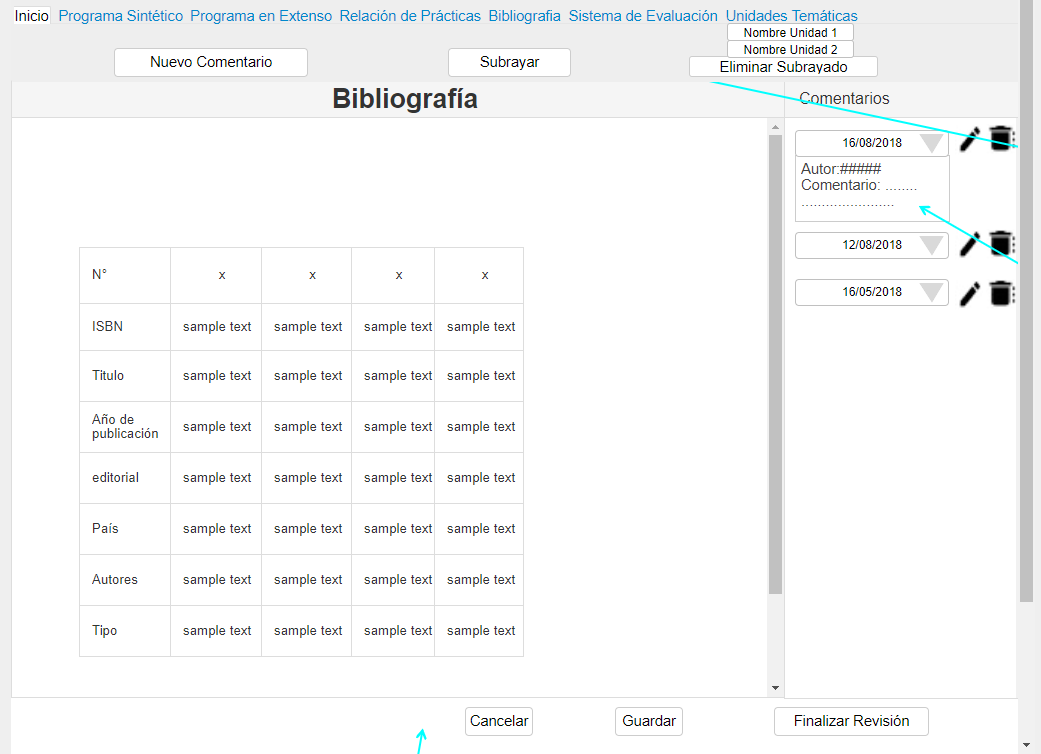 Inicio Programa Sintético Programa en Extenso Relación de Prácticas Bibliografia Sistema de Evaluación Unidades Temáticas
Nombre Unidad 1
Nombre Unidad 2
Nuevo Comentario Subrayar Eliminar Subrayado
Bibliografía
Comentarios
16/08/2018
Autor:#####
Comentario: ........
.......................
12/08/2018
16/05/2018
N° x x x x
ISBN sample text sample text sample text sample text
Titulo sample text sample text sample text sample text
Año de
publicación sample text sample text sample text sample text
editorial sample text sample text sample text sample text
País sample text sample text sample text sample text
Autores sample text sample text sample text sample text
Tipo sample text sample text sample text sample text
Cancelar Guardar Finalizar Revisión